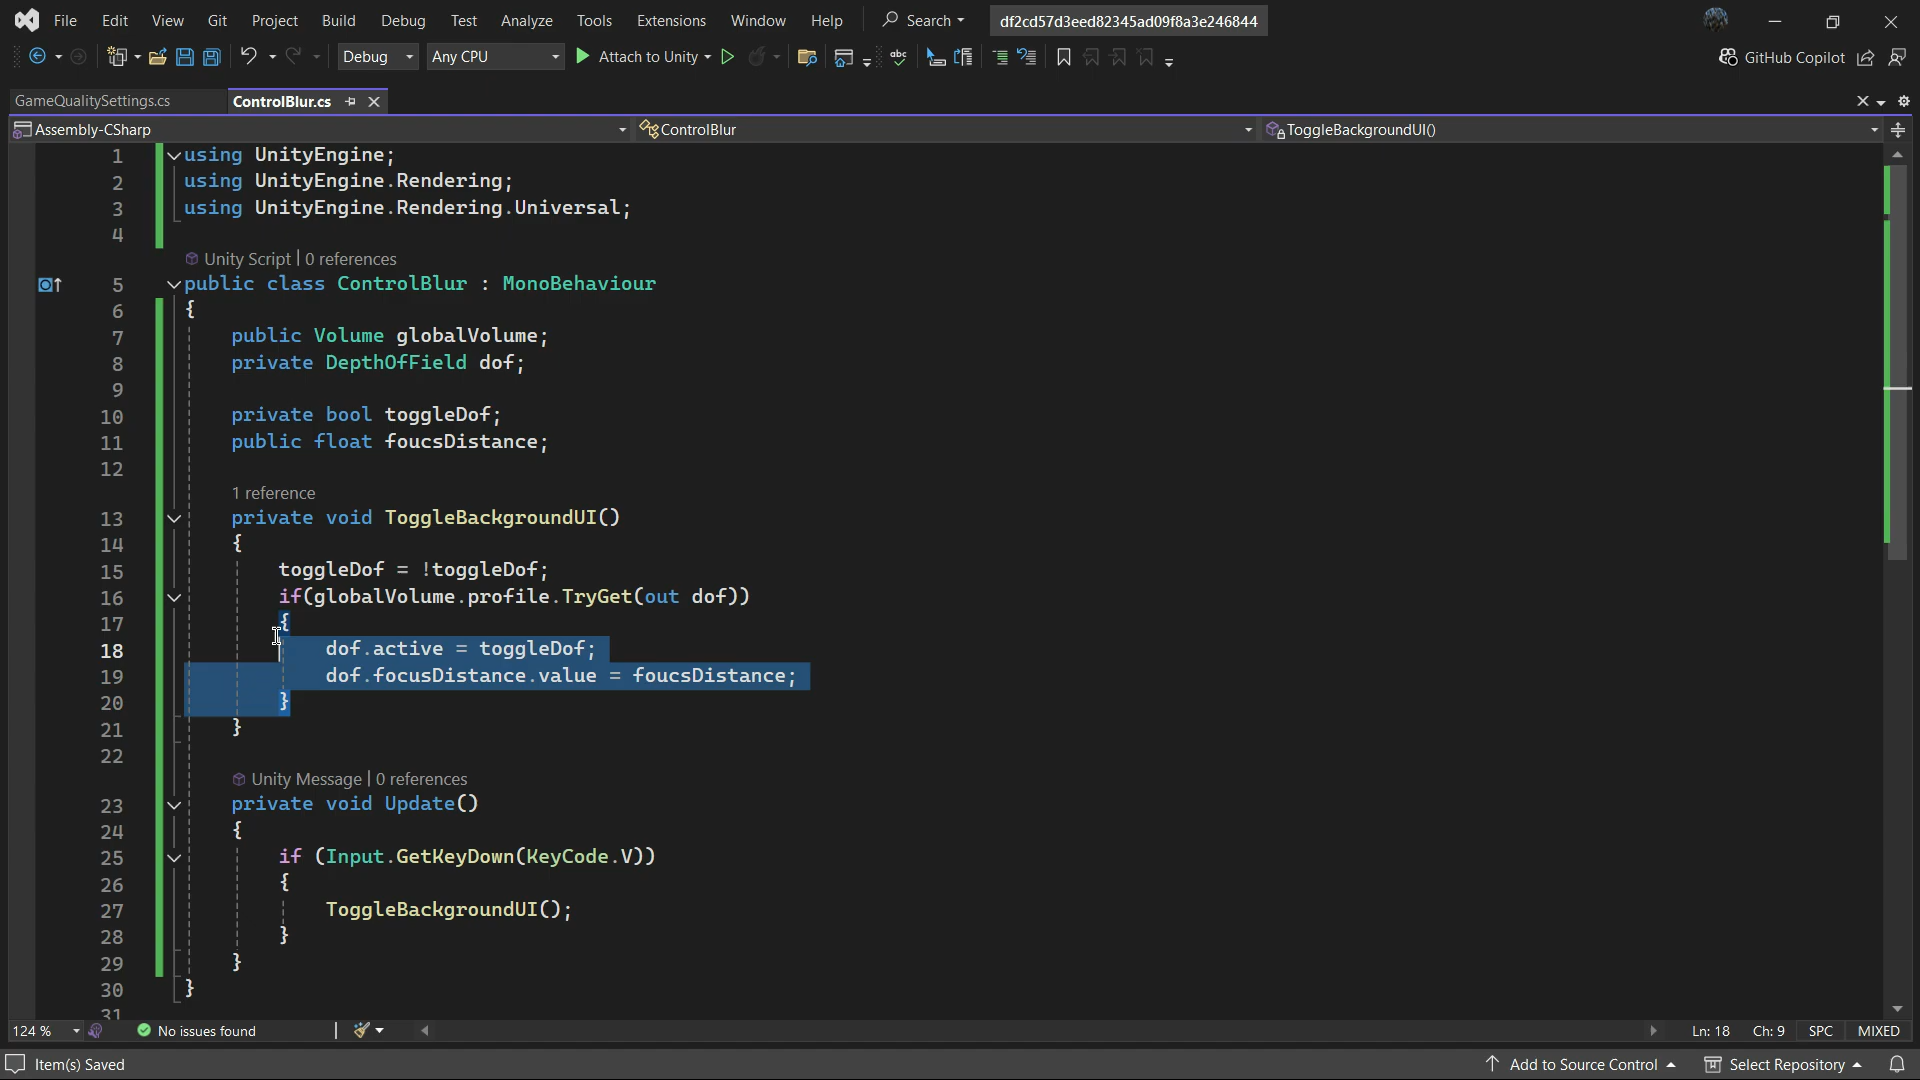 File Edit View Git Project Build Debug Test Analyze Tools Extensions Window Help Search df2cd57d3eed82345ad09f8a3e246844
Debug Any CPU Attach to Unity abc GitHub Copilot
GameQualitySettings.cs ControlBlur.cs
Assembly-CSharp ControlBlur ToggleBackgroundUI()
1 using UnityEngine;
2 using UnityEngine.Rendering;
3 using UnityEngine.Rendering.Universal;
4
Unity Script | 0 references
5 public class ControlBlur : MonoBehaviour
6 {
7 public Volume globalVolume;
8 private DepthOfField dof;
9
10 private bool toggleDof;
11 public float foucsDistance;
12
1 reference
13 private void ToggleBackgroundUI()
14 {
15 toggleDof = !toggleDof;
16 if(globalVolume.profile.TryGet(out dof))
17 {
18 dof.active = toggleDof;
19 dof.focusDistance.value = foucsDistance;
20 }
21 }
22
Unity Message | 0 references
23 private void Update()
24 {
25 if (Input.GetKeyDown(KeyCode.V))
26 {
27 ToggleBackgroundUI();
28 }
29 }
30 }
31
124 % No issues found Ln: 18 Ch: 9 SPC MIXED
Item(s) Saved Add to Source Control Select Repository